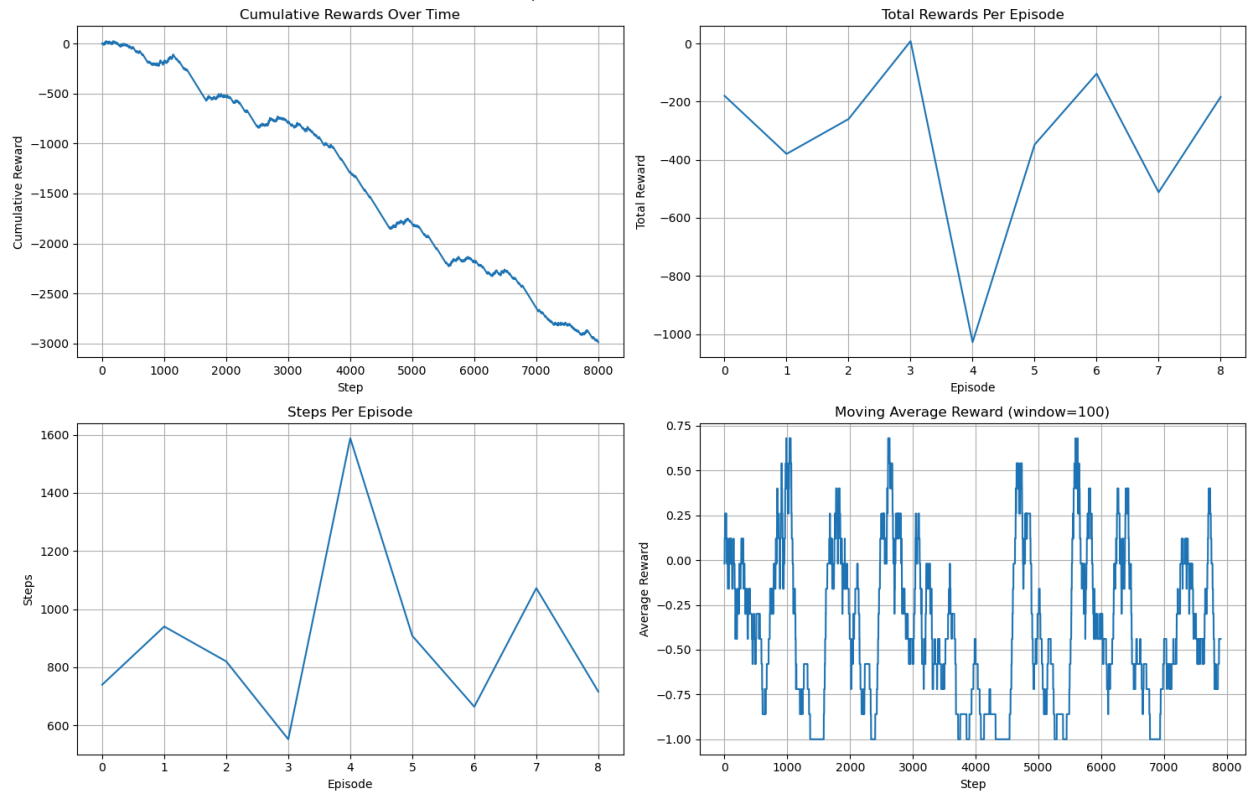 Cumulative Rewards Over Time
0
−500
−1000
−1500
−2000
−2500
−3000
Cumulative Reward
0 1000 2000 3000 4000 5000 6000 7000 8000
Step
Total Rewards Per Episode
0
−200
−400
−600
−800
−1000
Total Reward
0 1 2 3 4 5 6 7 8
Episode
Steps Per Episode
1600
1400
1200
1000
800
600
Steps
0 1 2 3 4 5 6 7 8
Episode
Moving Average Reward (window=100)
0.75
0.50
0.25
0.00
−0.25
−0.50
−0.75
−1.00
Average Reward
0 1000 2000 3000 4000 5000 6000 7000 8000
Step